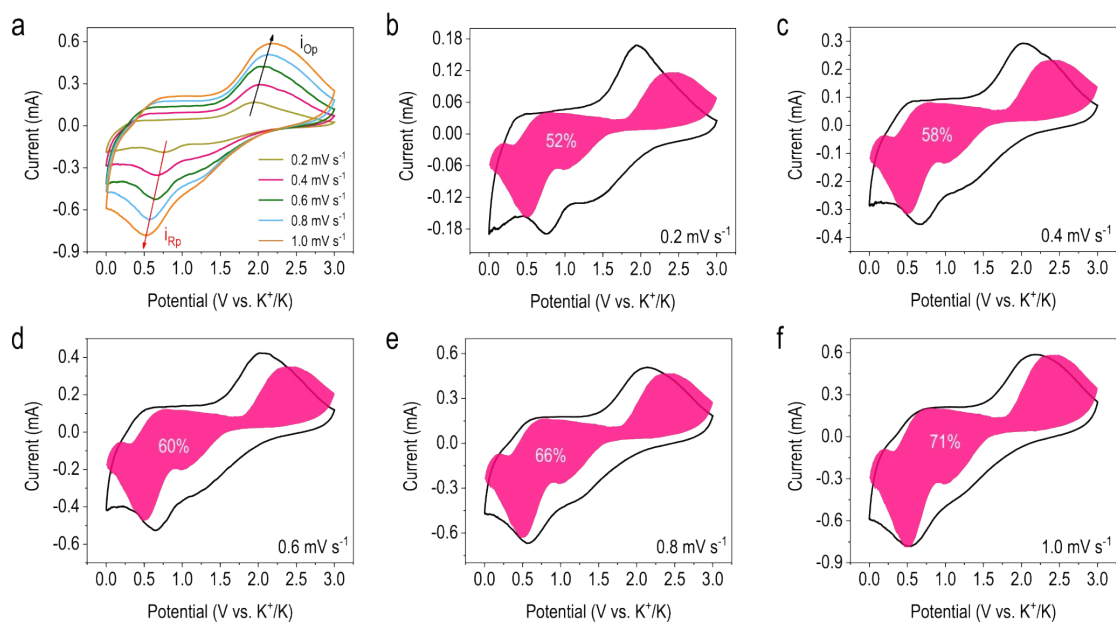 a
0.6
0.3
0.0
-0.3
-0.6
-0.9
Current (mA)
0.0 0.5 1.0 1.5 2.0 2.5 3.0
Potential (V vs. K⁺/K)
i_Op
i_Rp
0.2 mV s⁻¹
0.4 mV s⁻¹
0.6 mV s⁻¹
0.8 mV s⁻¹
1.0 mV s⁻¹
b
0.18
0.12
0.06
0.00
-0.06
-0.12
-0.18
Current (mA)
52%
0.2 mV s⁻¹
0.0 0.5 1.0 1.5 2.0 2.5 3.0
Potential (V vs. K⁺/K)
c
0.3
0.2
0.1
0.0
-0.1
-0.2
-0.3
-0.4
Current (mA)
58%
0.4 mV s⁻¹
0.0 0.5 1.0 1.5 2.0 2.5 3.0
Potential (V vs. K⁺/K)
d
0.4
0.2
0.0
-0.2
-0.4
-0.6
Current (mA)
60%
0.6 mV s⁻¹
0.0 0.5 1.0 1.5 2.0 2.5 3.0
Potential (V vs. K⁺/K)
e
0.6
0.3
0.0
-0.3
-0.6
Current (mA)
66%
0.8 mV s⁻¹
0.0 0.5 1.0 1.5 2.0 2.5 3.0
Potential (V vs. K⁺/K)
f
0.6
0.3
0.0
-0.3
-0.6
-0.9
Current (mA)
71%
1.0 mV s⁻¹
0.0 0.5 1.0 1.5 2.0 2.5 3.0
Potential (V vs. K⁺/K)